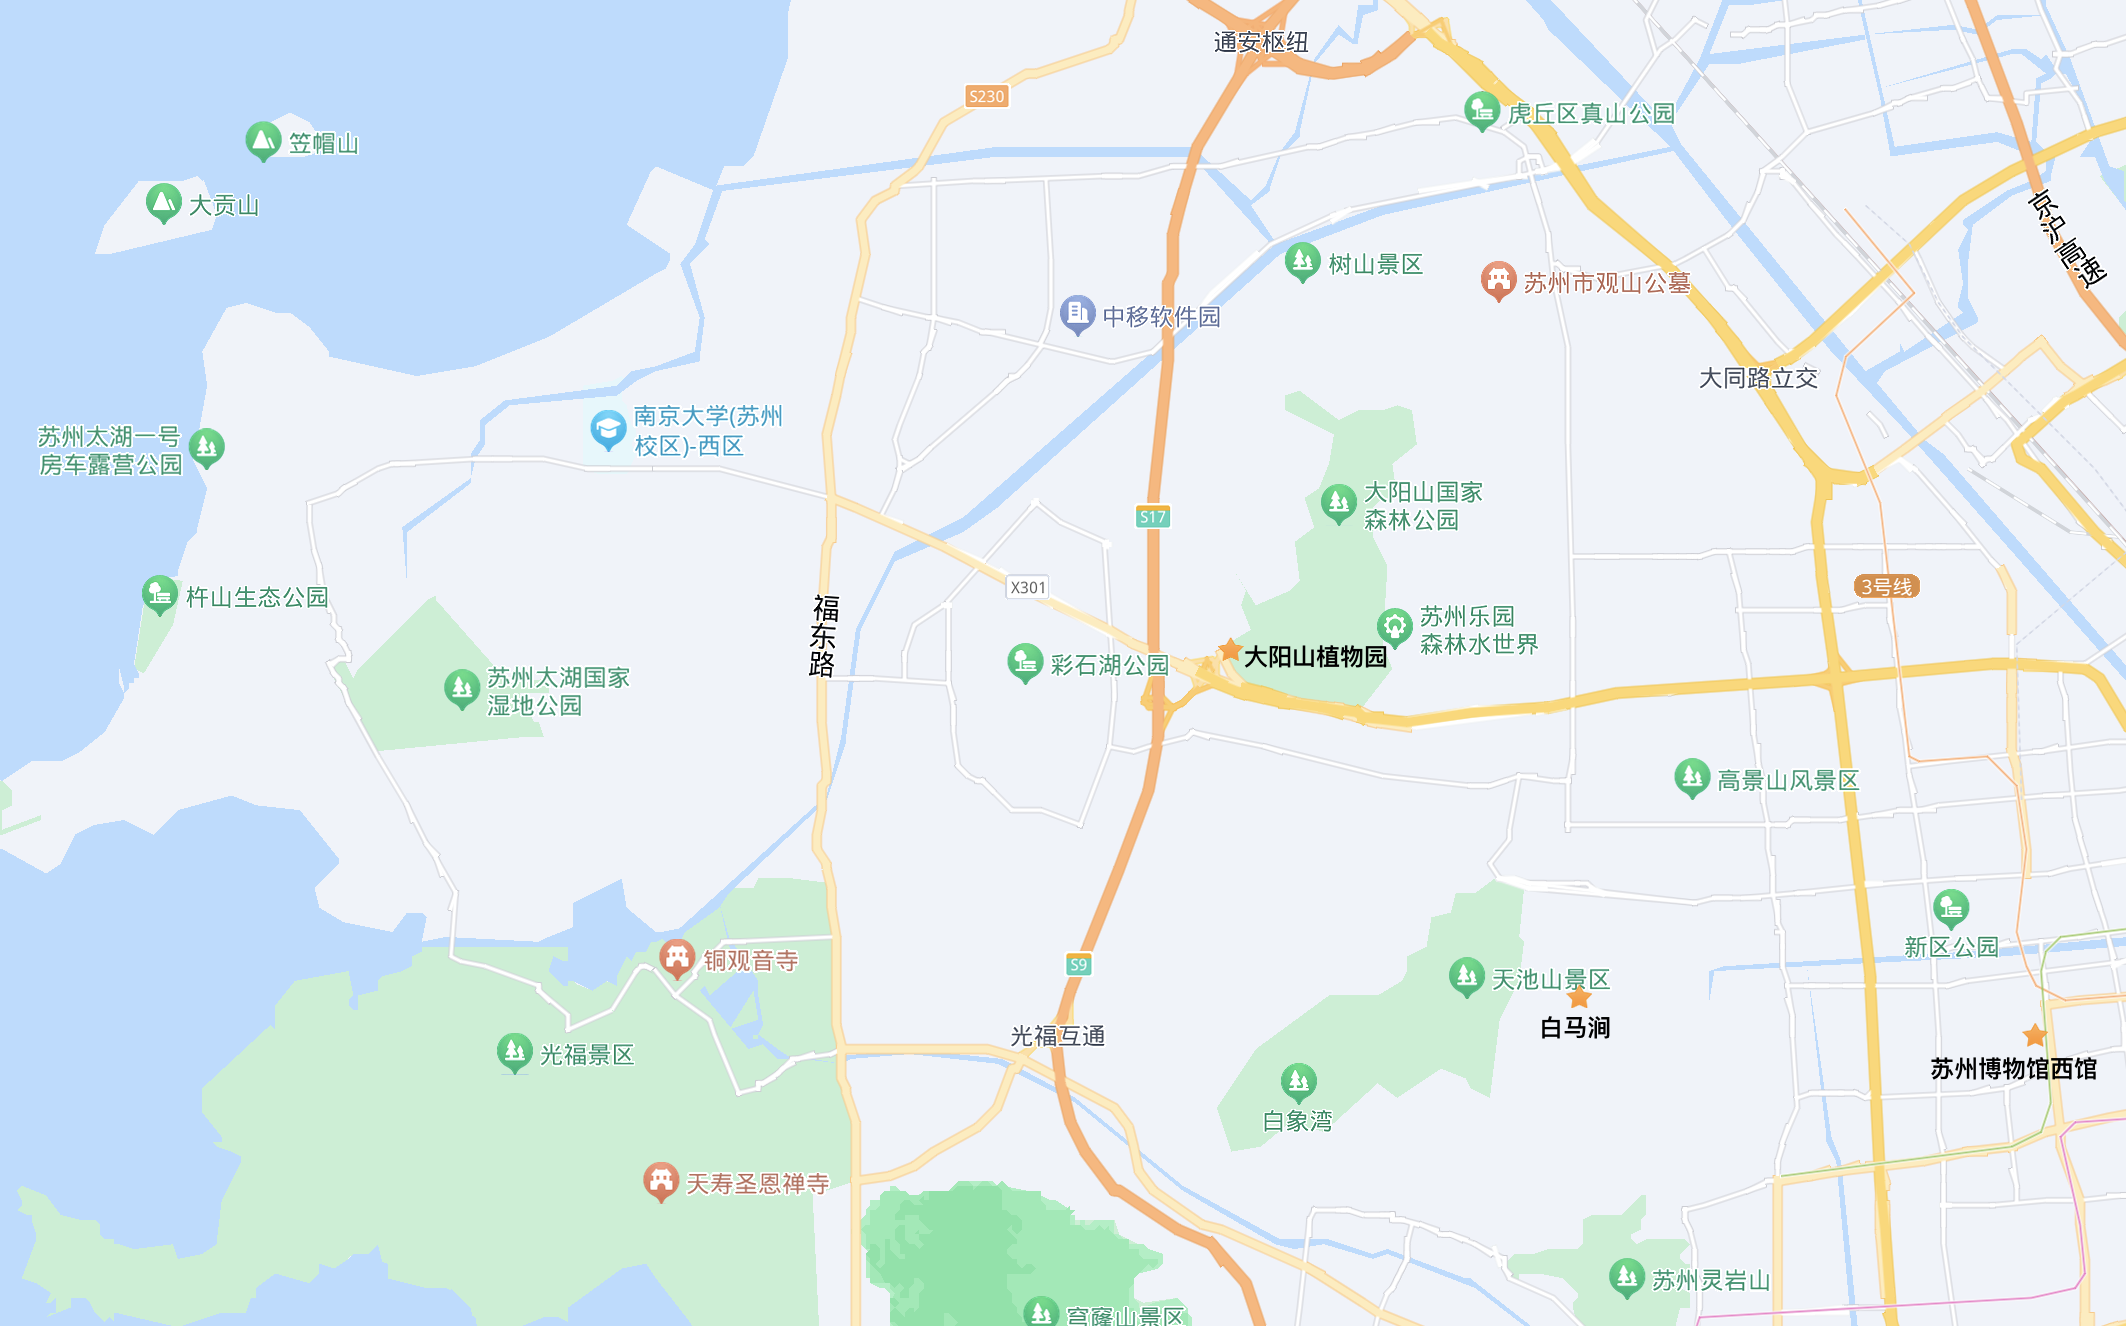 通安枢纽
S230
虎丘区真山公园
笠帽山
大贡山
京沪高速
树山景区
苏州市观山公墓
中移软件园
大同路立交
南京大学(苏州
校区)-西区
苏州太湖一号
房车露营公园
大阳山国家
森林公园
S17
X301
3号线
杵山生态公园
福东路
苏州乐园
森林水世界
大阳山植物园
彩石湖公园
苏州太湖国家
湿地公园
高景山风景区
新区公园
铜观音寺
S9
天池山景区
白马涧
光福互通
光福景区
苏州博物馆西馆
白象湾
天寿圣恩禅寺
苏州灵岩山
穹窿山景区